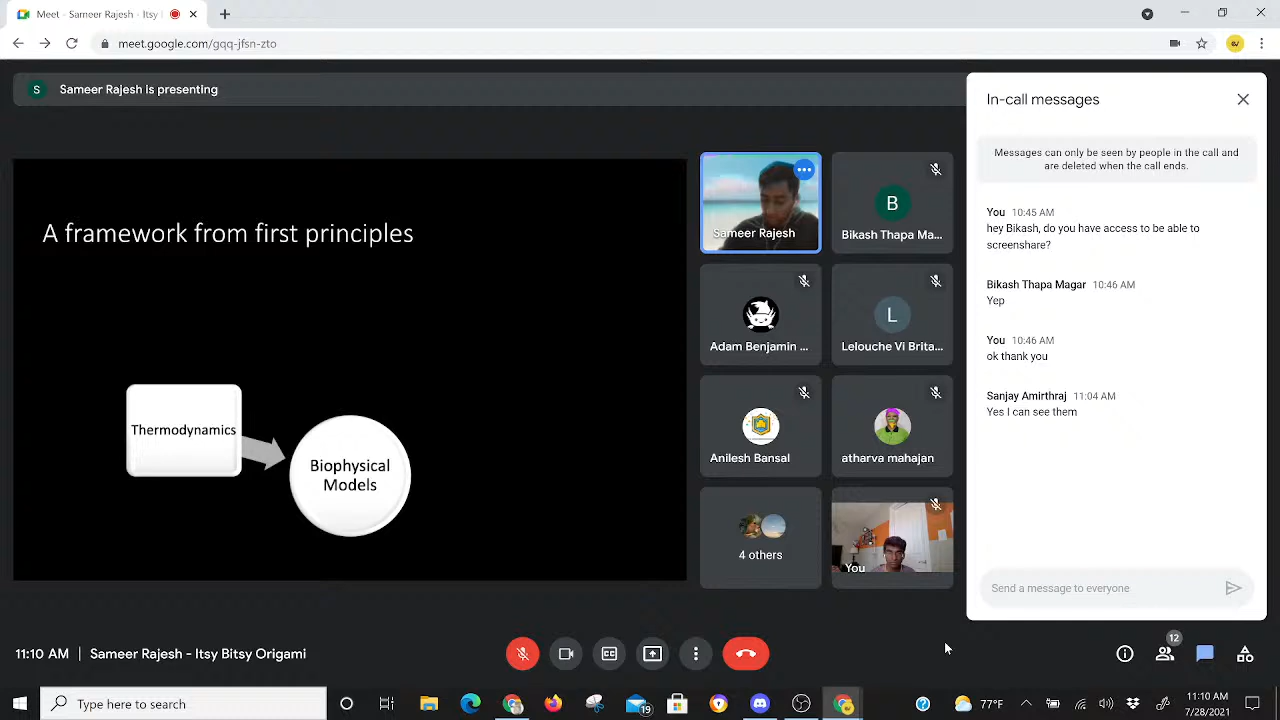 Meet - Sameer Rajesh - Itsy
meet.google.com/gqq-jfsn-zto
S
Sameer Rajesh is presenting
A framework from first principles
Thermodynamics
Biophysical
Models
Sameer Rajesh
B
Bikash Thapa Ma...
Adam Benjamin ...
L
Lelouche Vi Brita...
Anilesh Bansal
atharva mahajan
4 others
You
In-call messages
Messages can only be seen by people in the call and
are deleted when the call ends.
You 10:45 AM
hey Bikash, do you have access to be able to
screenshare?
Bikash Thapa Magar 10:46 AM
Yep
You 10:46 AM
ok thank you
Sanjay Amirthraj 11:04 AM
Yes I can see them
Send a message to everyone
11:10 AM | Sameer Rajesh - Itsy Bitsy Origami
12
Type here to search
19
77°F
11:10 AM
7/28/2021